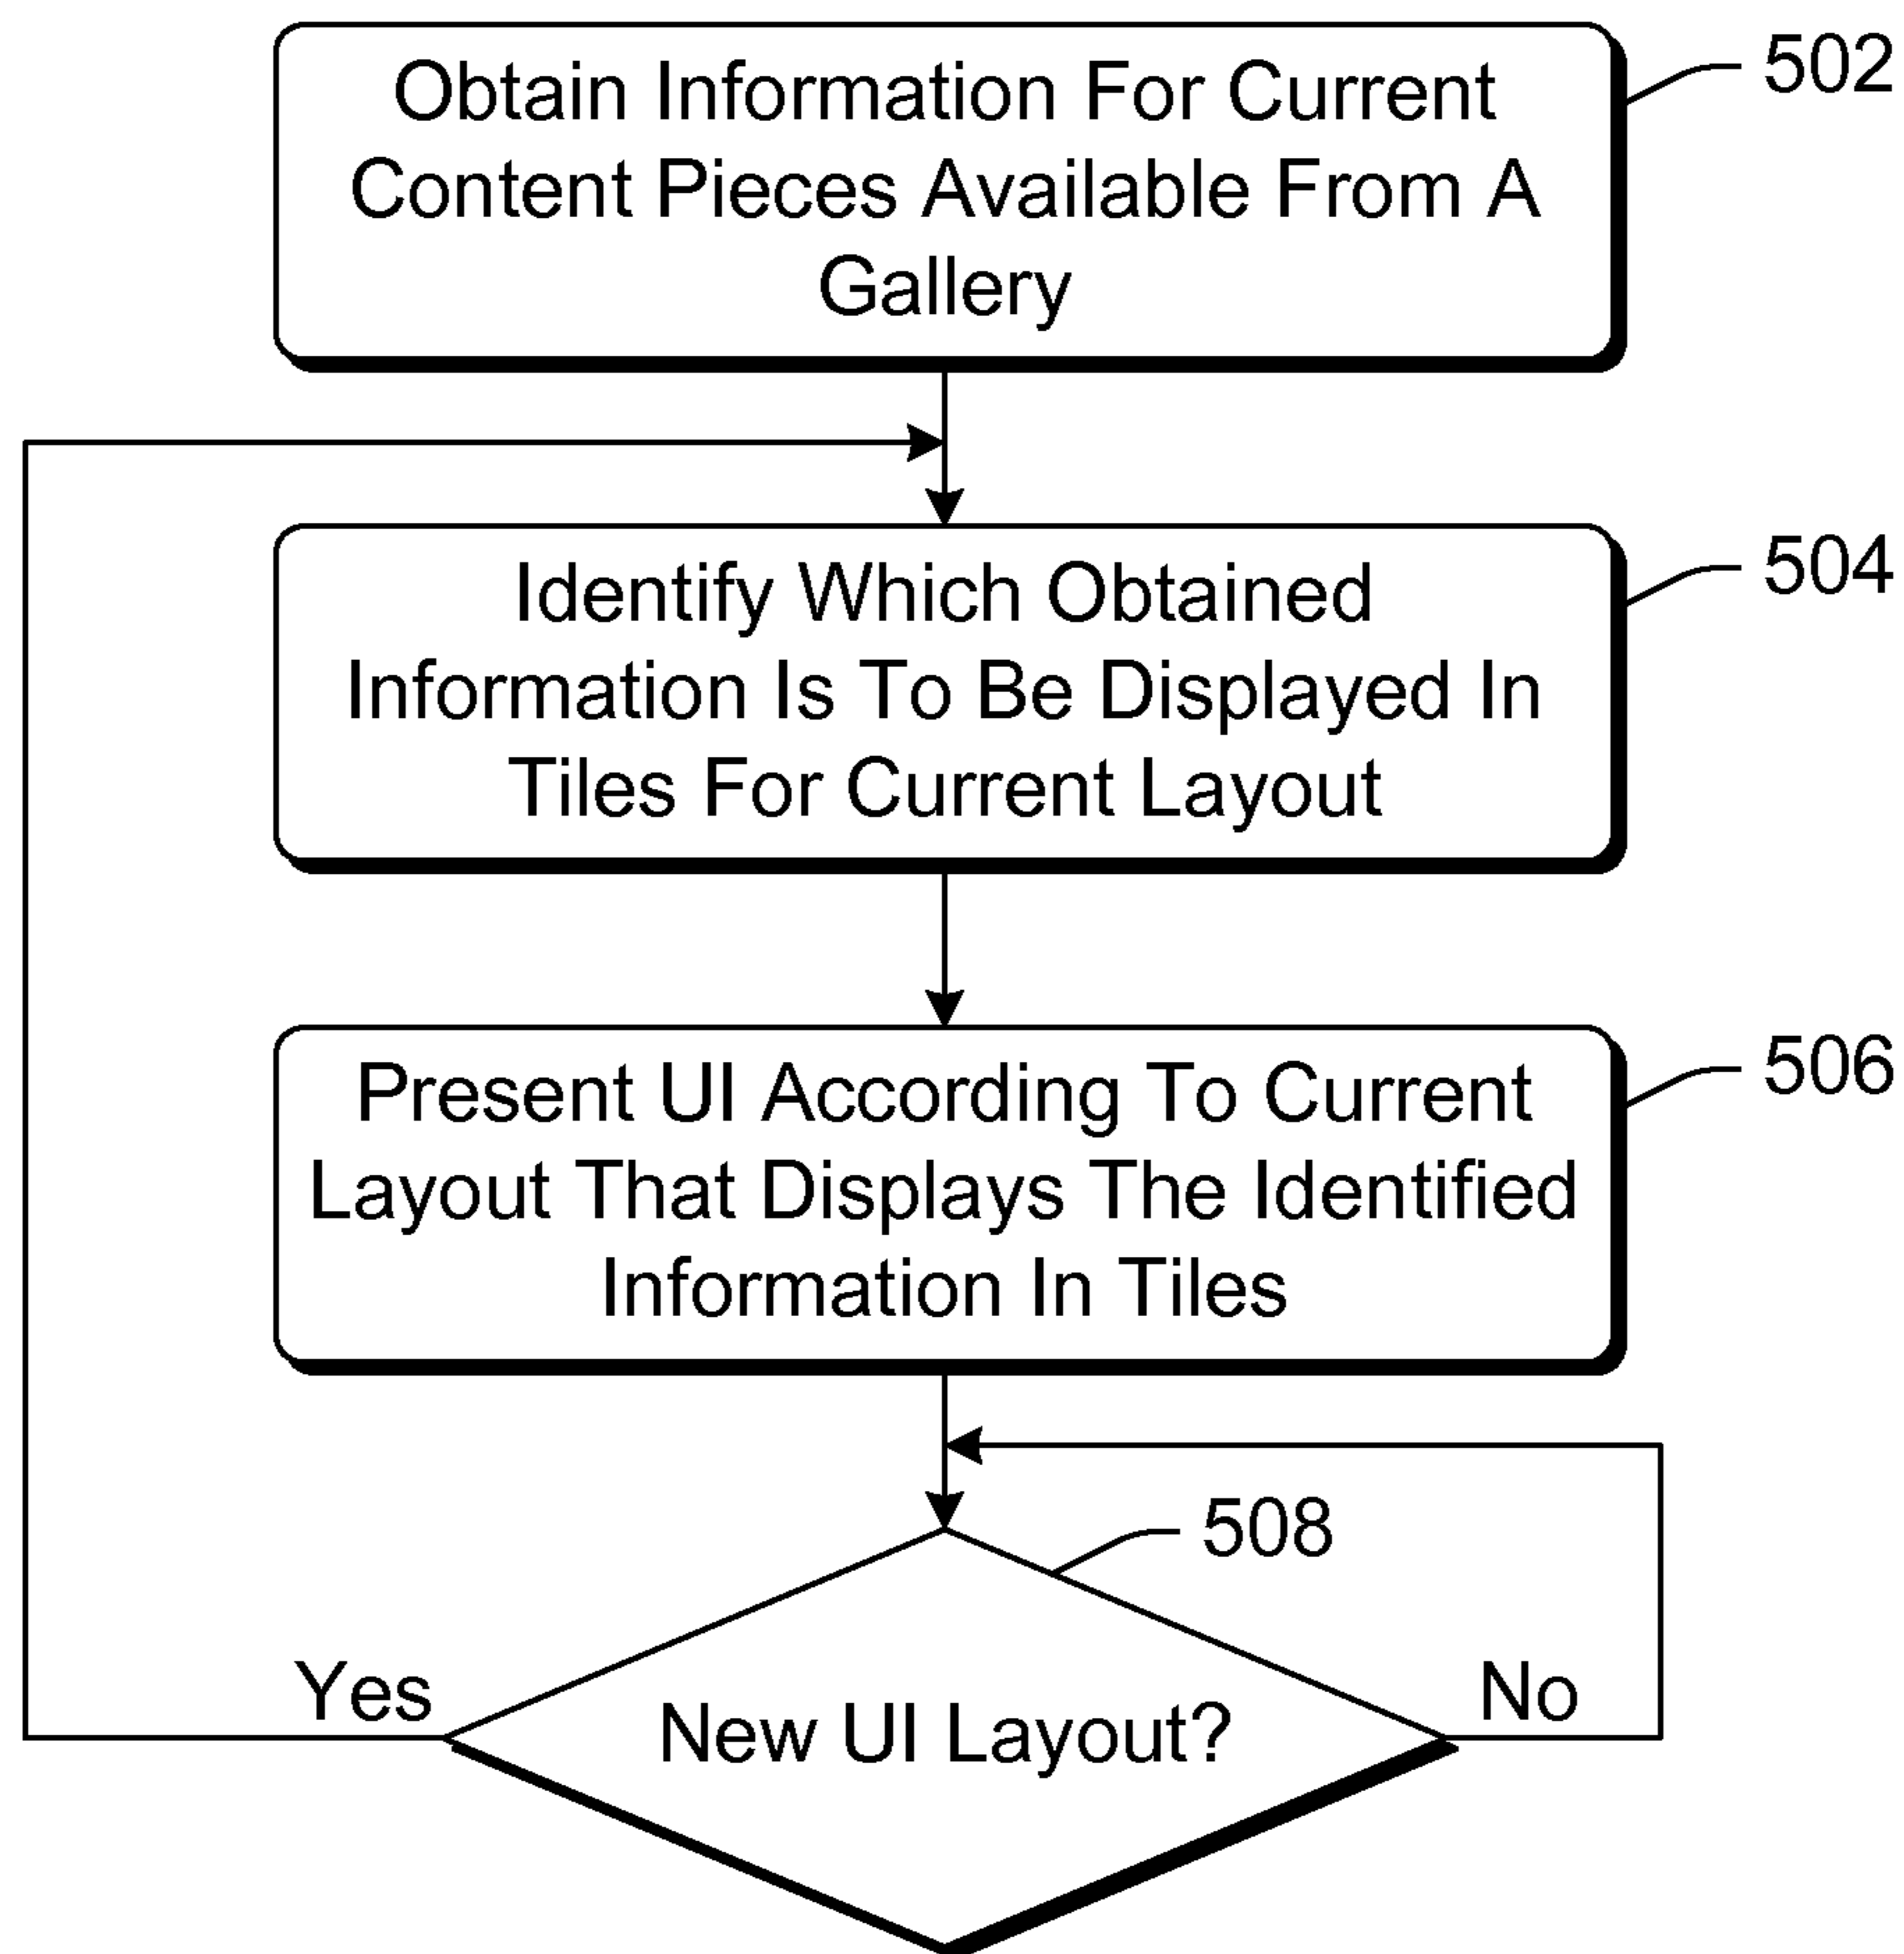 Obtain Information For Current
Content Pieces Available From A
Gallery
502
Identify Which Obtained
Information Is To Be Displayed In
Tiles For Current Layout
504
Present UI According To Current
Layout That Displays The Identified
Information In Tiles
506
508
Yes
New UI Layout?
No